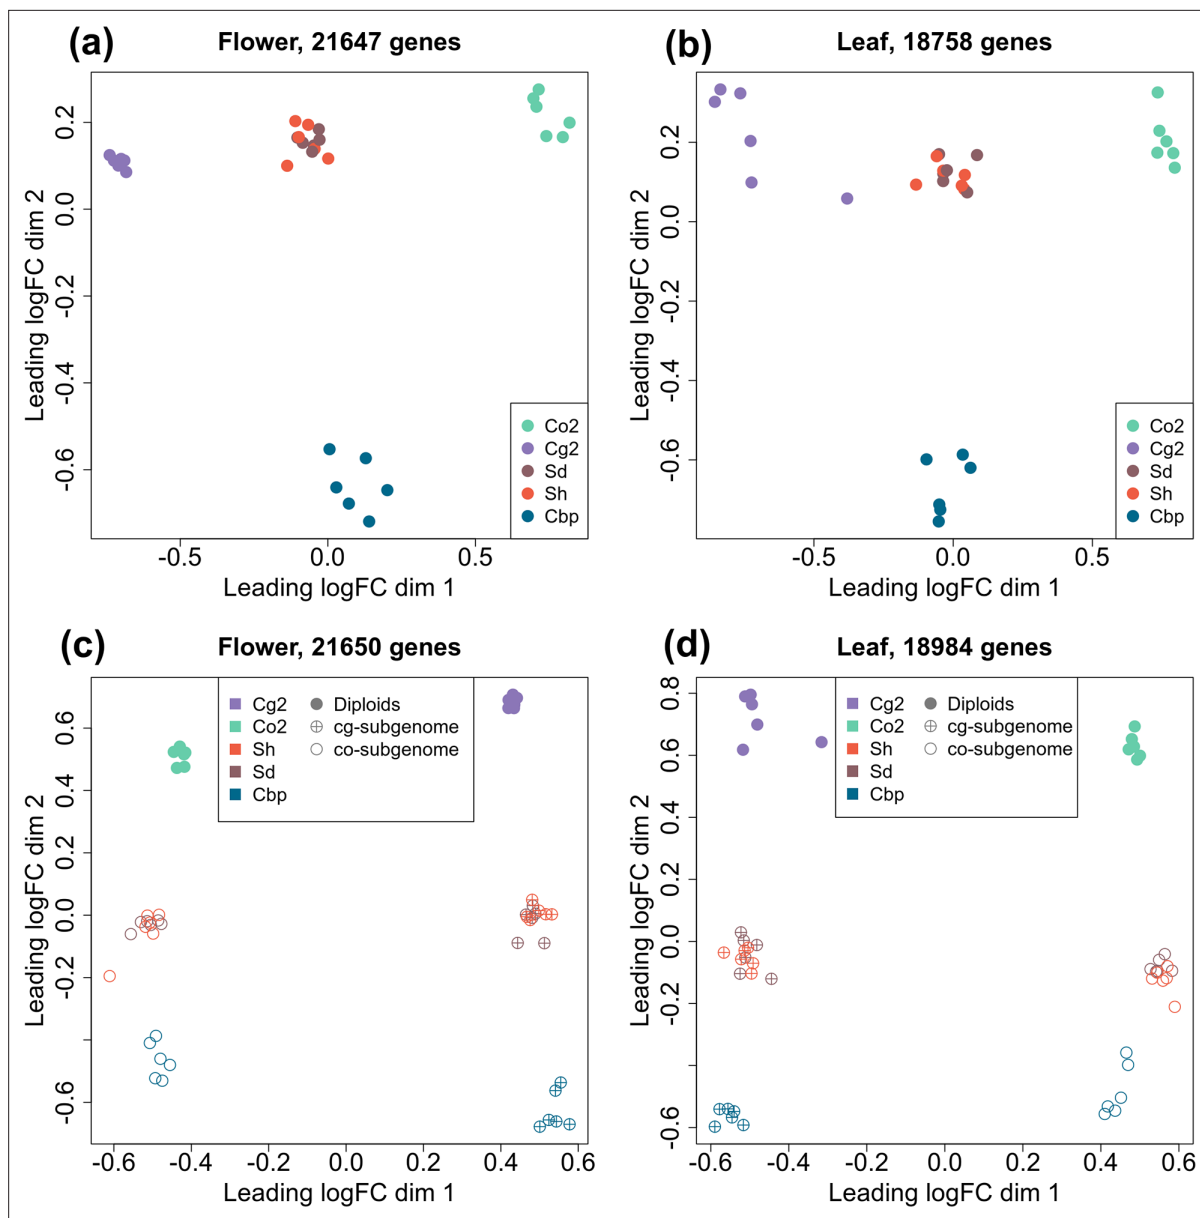 (a) Flower, 21647 genes
Leading logFC dim 2
0.2
0.0
-0.2
-0.4
-0.6
-0.5 0.0 0.5
Leading logFC dim 1
Co2
Cg2
Sd
Sh
Cbp
(b) Leaf, 18758 genes
Leading logFC dim 2
0.2
0.0
-0.2
-0.4
-0.6
-0.5 0.0 0.5
Leading logFC dim 1
Co2
Cg2
Sd
Sh
Cbp
(c) Flower, 21650 genes
Leading logFC dim 2
0.6
0.4
0.2
0.0
-0.2
-0.6
-0.6 -0.4 -0.2 0.0 0.2 0.4 0.6
Leading logFC dim 1
Cg2 Diploids
Co2 cg-subgenome
Sh co-subgenome
Sd
Cbp
(d) Leaf, 18984 genes
Leading logFC dim 2
0.8
0.6
0.4
0.2
0.0
-0.2
-0.6
-0.6 -0.4 -0.2 0.0 0.2 0.4 0.6
Leading logFC dim 1
Cg2 Diploids
Co2 cg-subgenome
Sh co-subgenome
Sd
Cbp